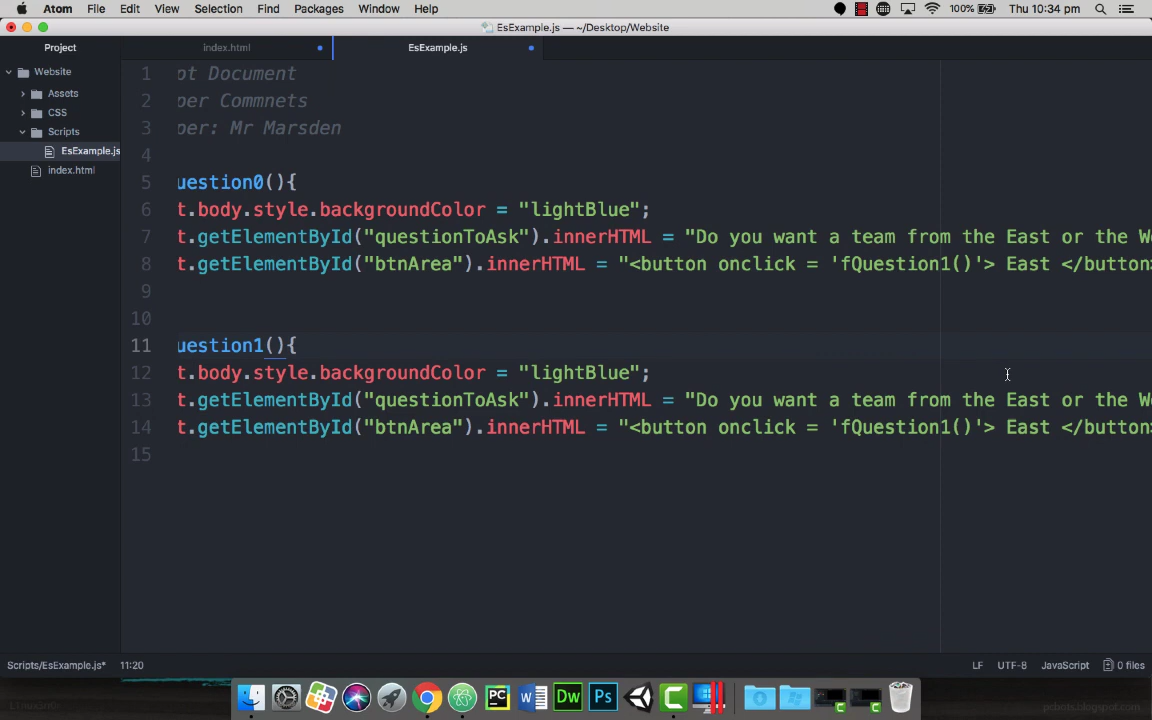 Atom File Edit View Selection Find Packages Window Help 100% Thu 10:34 pm
EsExample.js — ~/Desktop/Website
Project index.html EsExample.js
Website
Assets
CSS
Scripts
EsExample.js
index.html
1 ot Document
2 per Commnets
3 per: Mr Marsden
4
5 uestion0(){
6 t.body.style.backgroundColor = "lightBlue";
7 t.getElementById("questionToAsk").innerHTML = "Do you want a team from the East or the W
8 t.getElementById("btnArea").innerHTML = "<button onclick = 'fQuestion1()'> East </button>
9
10
11 uestion1(){
12 t.body.style.backgroundColor = "lightBlue";
13 t.getElementById("questionToAsk").innerHTML = "Do you want a team from the East or the W
14 t.getElementById("btnArea").innerHTML = "<button onclick = 'fQuestion1()'> East </button>
15
Scripts/EsExample.js* 11:20 LF UTF-8 JavaScript 0 files
PC W Dw Ps C
pcbots.blogspot.com